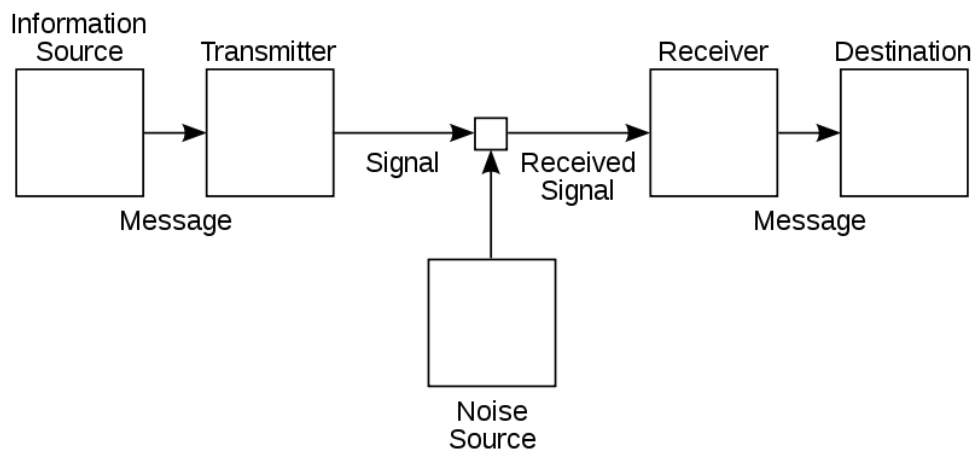 Information
Source
Transmitter
Receiver
Destination
Signal
Received
Signal
Message
Message
Noise
Source